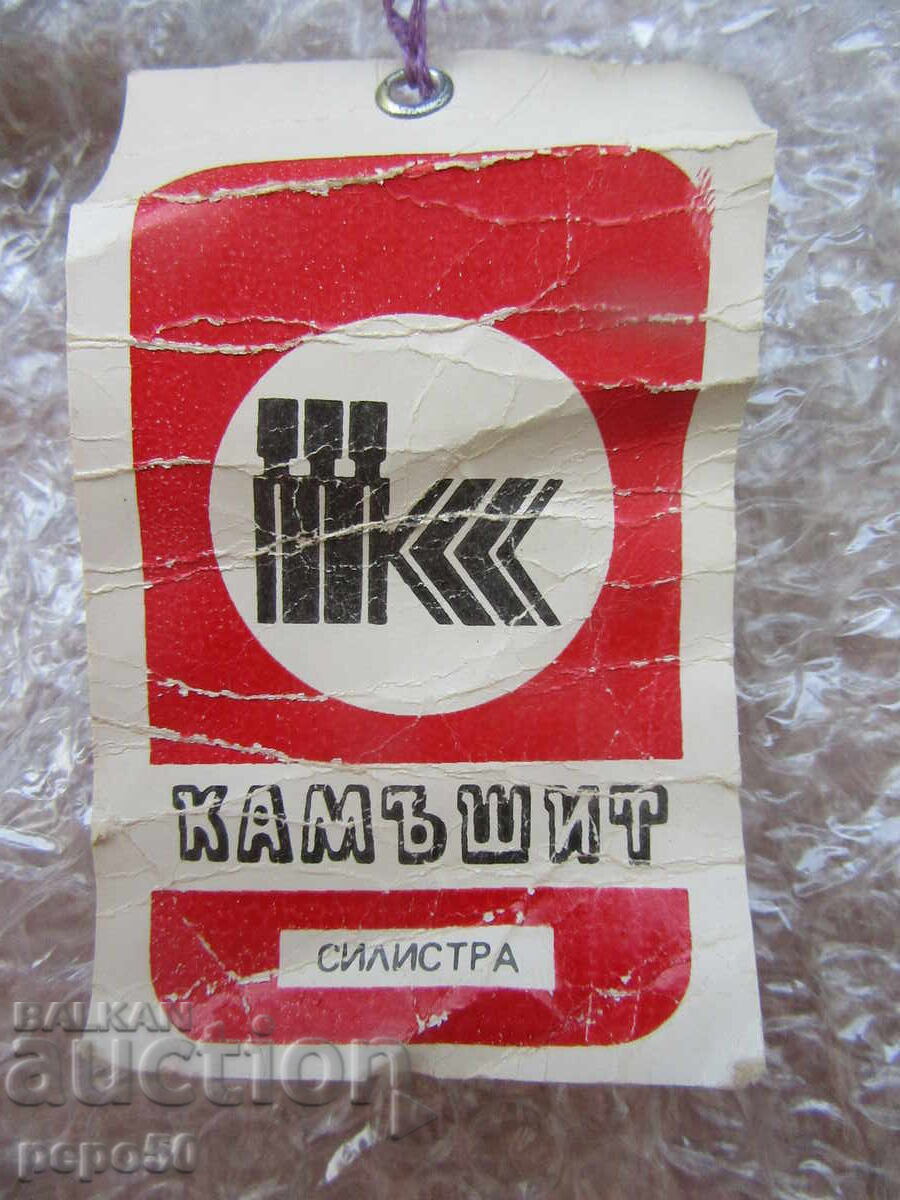 КАМЪШИТ
СИЛИСТРА
BALKAN
auction
pepo50